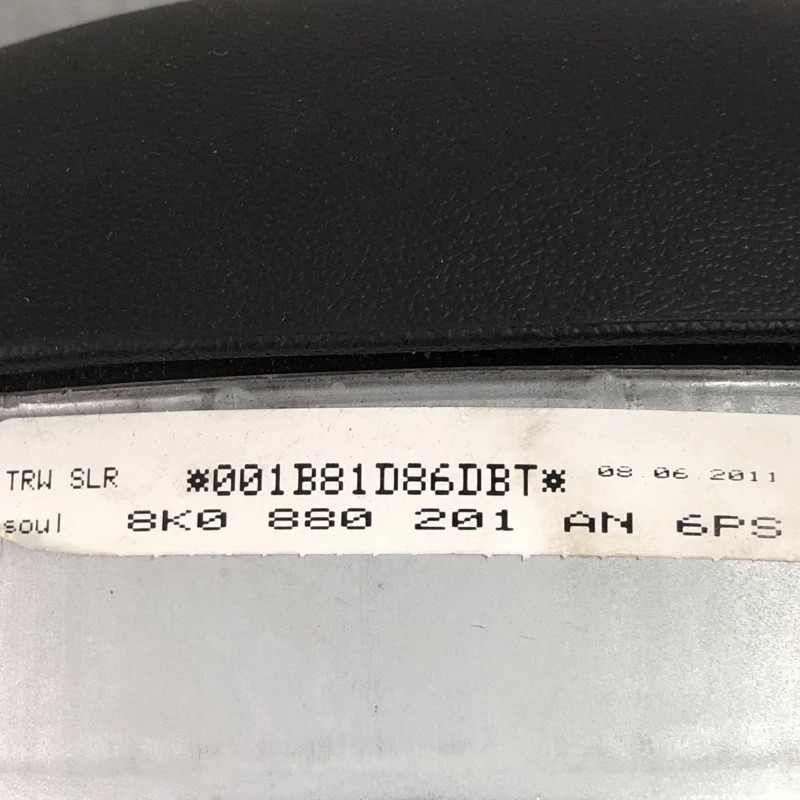 TRW SLR *001B81D86DBT* 08.06.2011
soul 8K0 880 201 AN 6PS